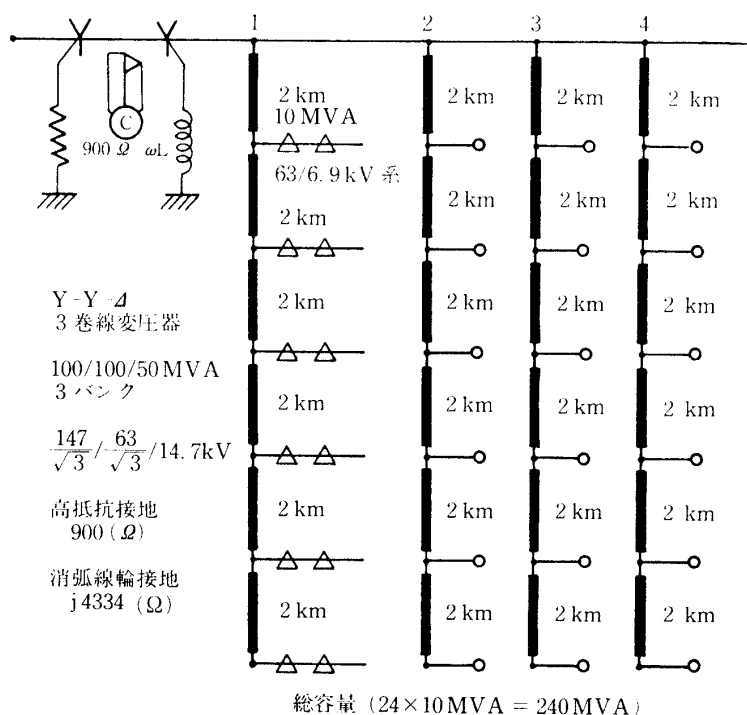 1 2 3 4
2 km 2 km 2 km 2 km
10 MVA
C
900 Ω ωL
63/6.9 kV 系
2 km 2 km 2 km 2 km
2 km 2 km 2 km 2 km
2 km 2 km 2 km 2 km
2 km 2 km 2 km 2 km
2 km 2 km 2 km 2 km
Y-Y-Δ
3 巻線変圧器
100/100/50 MVA
3 バンク
147/√3 / 63/√3 /14.7kV
高抵抗接地
900 (Ω)
消弧線輪接地
j 4334 (Ω)
総容量 (24×10 MVA = 240 MVA)